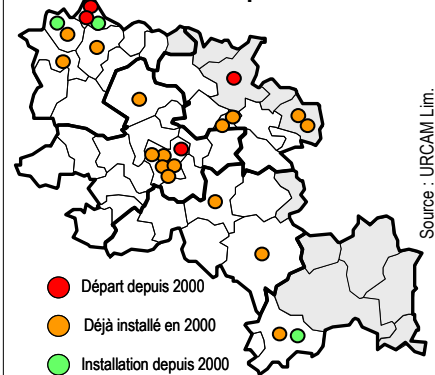 Source : URCAM Lim.
Départ depuis 2000
Déjà installé en 2000
Installation depuis 2000